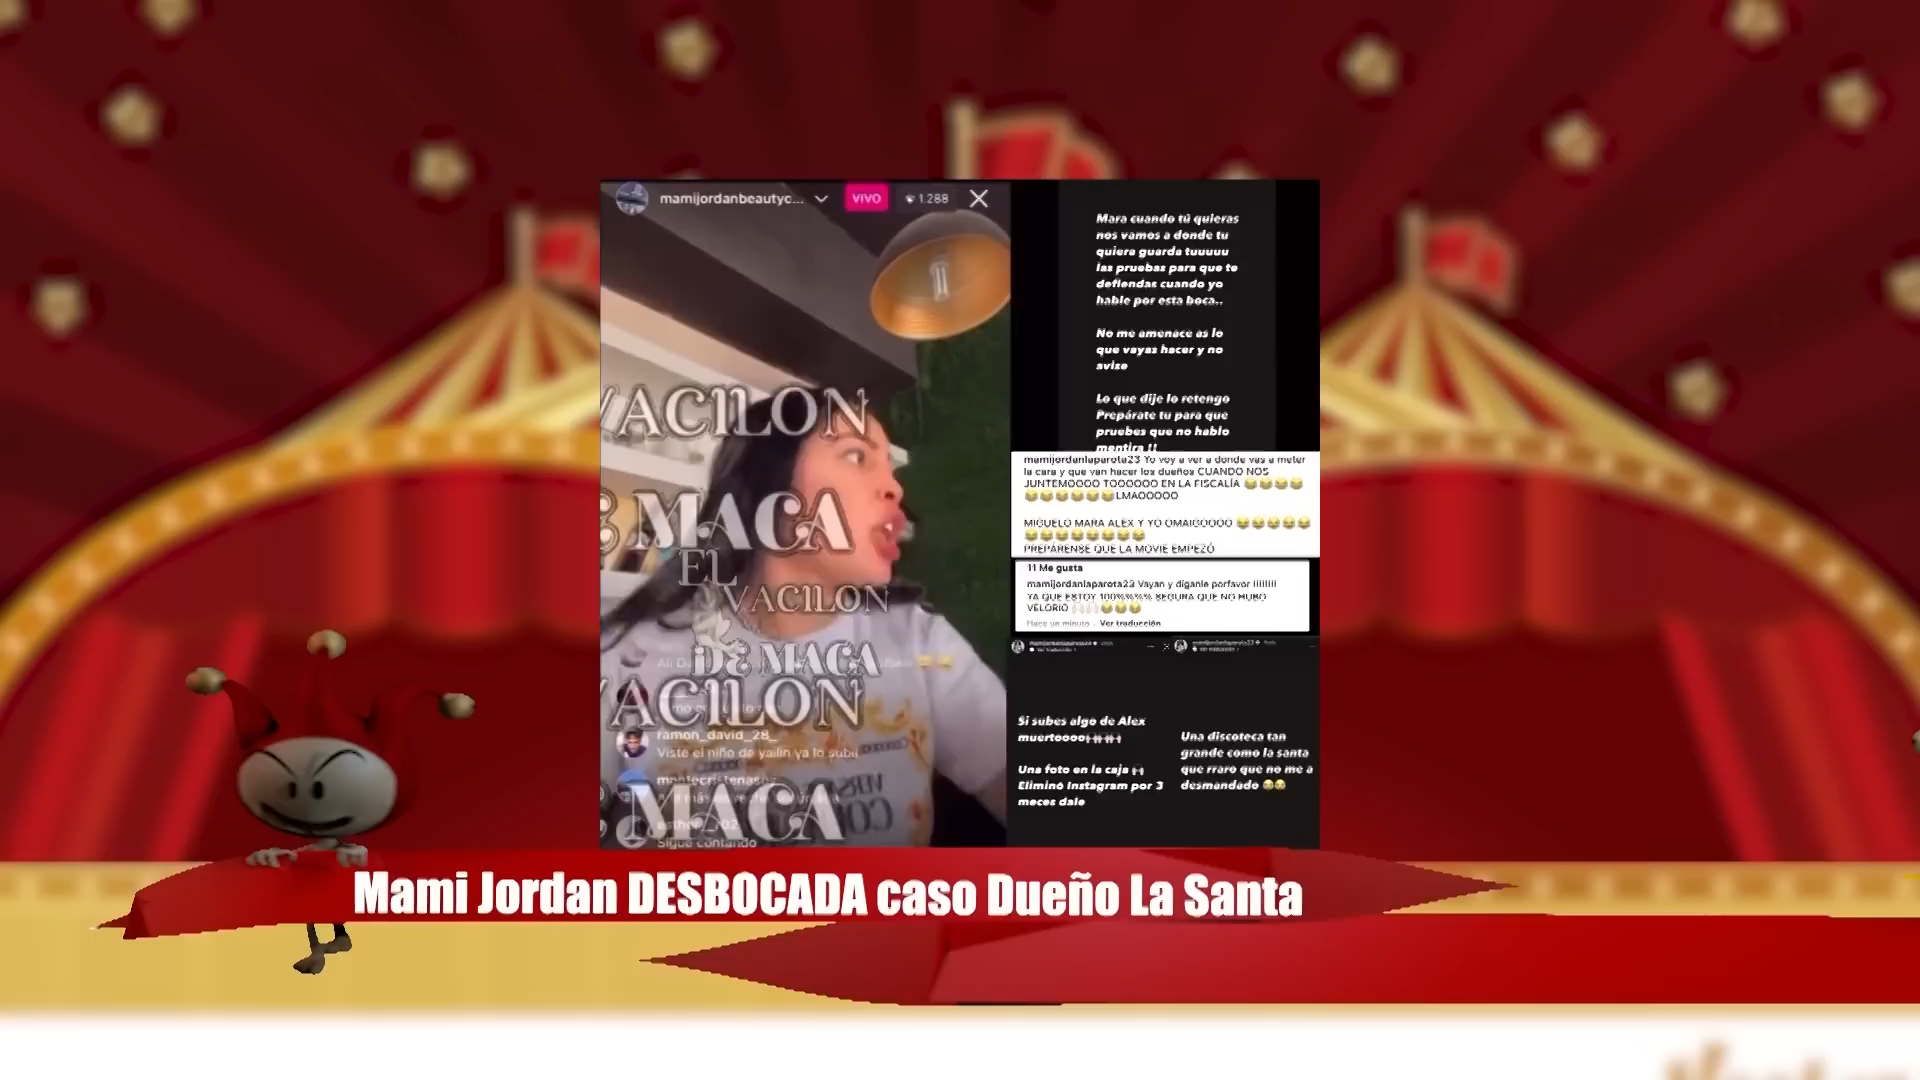 mamijordanbeautyc...
VIVO
1.288
VACILON
DE MACA
EL
VACILON
DE MACA
VACILON
ramon_david_28_
Viste el niño de yailin ya lo subi
MACA
Sigue contando
Mara cuando tú quieras
nos vamos a donde tu
quiera guarda tuuuuu
las pruebas para que te
defiendas cuando yo
hable por esta boca..
No me amenace as lo
que vayas hacer y no
avise
Lo que dije lo retengo
Prepárate tu para que
pruebes que no hablo
mentira !!
mamijordanlaparota23 Yo voy a ver a donde vas a meter
la cara y que van hacer los dueños CUANDO NOS
JUNTEMOOOO TOOOOOO EN LA FISCALÍA 😂😂😂😂
😂😂😂😂😂😂LMAOOOOO
MIGUELO MARA ALEX Y YO OMAIGOOOO 😂😂😂😂😂
😂😂😂😂😂😂😂😂
PREPÁRENSE QUE LA MOVIE EMPEZÓ
11 Me gusta
mamijordanlaparota23 Vayan y díganle porfavor !!!!!!!!
YA QUE ESTOY 100%%%% SEGURA QUE NO HUBO
VELORIO 😂😂😂
Hace un minuto Ver traducción
Si subes algo de Alex
muertoooo
Una foto en la caja
Eliminó Instagram por 3
meces dale
Una discoteca tan
grande como la santa
que rraro que no me a
desmandado 😂😂
Mami Jordan DESBOCADA caso Dueño La Santa